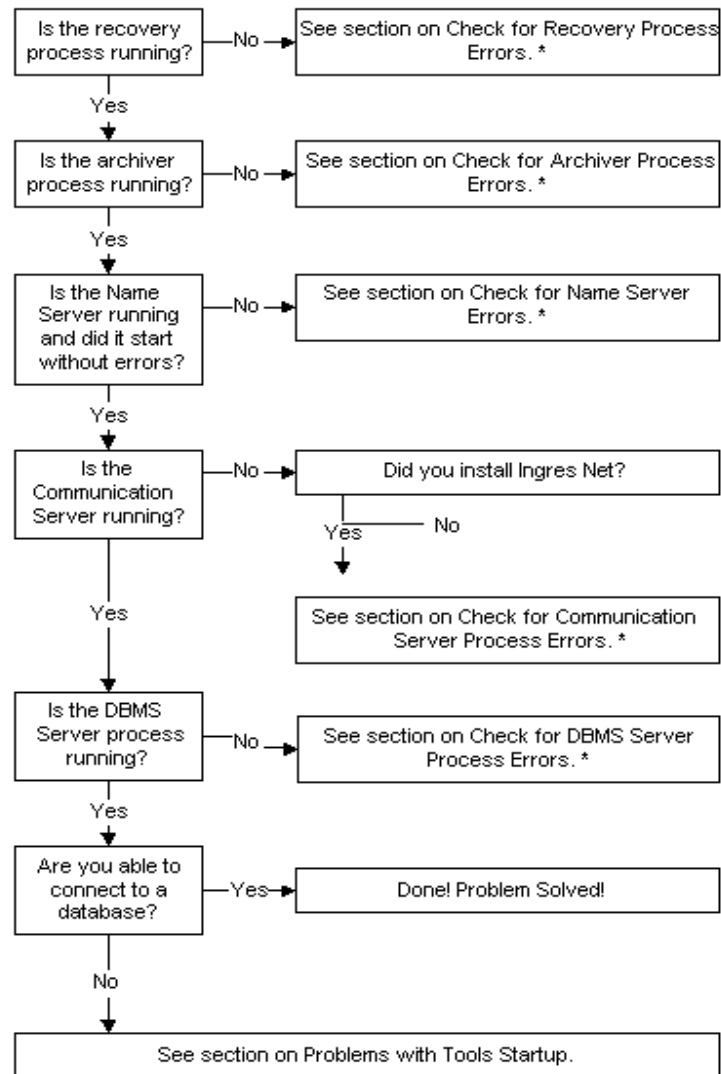 Is the recovery
process running?
No
See section on Check for Recovery Process
Errors. *
Yes
Is the archiver
process running?
No
See section on Check for Archiver Process
Errors. *
Yes
Is the Name
Server running
and did it start
without errors?
No
See section on Check for Name Server
Errors. *
Yes
Is the
Communication
Server running?
No
Did you install Ingres Net?
Yes
No
Yes
See section on Check for Communication
Server Process Errors. *
Is the DBMS
Server process
running?
No
See section on Check for DBMS Server
Process Errors. *
Yes
Are you able to
connect to a
database?
Yes
Done! Problem Solved!
No
See section on Problems with Tools Startup.